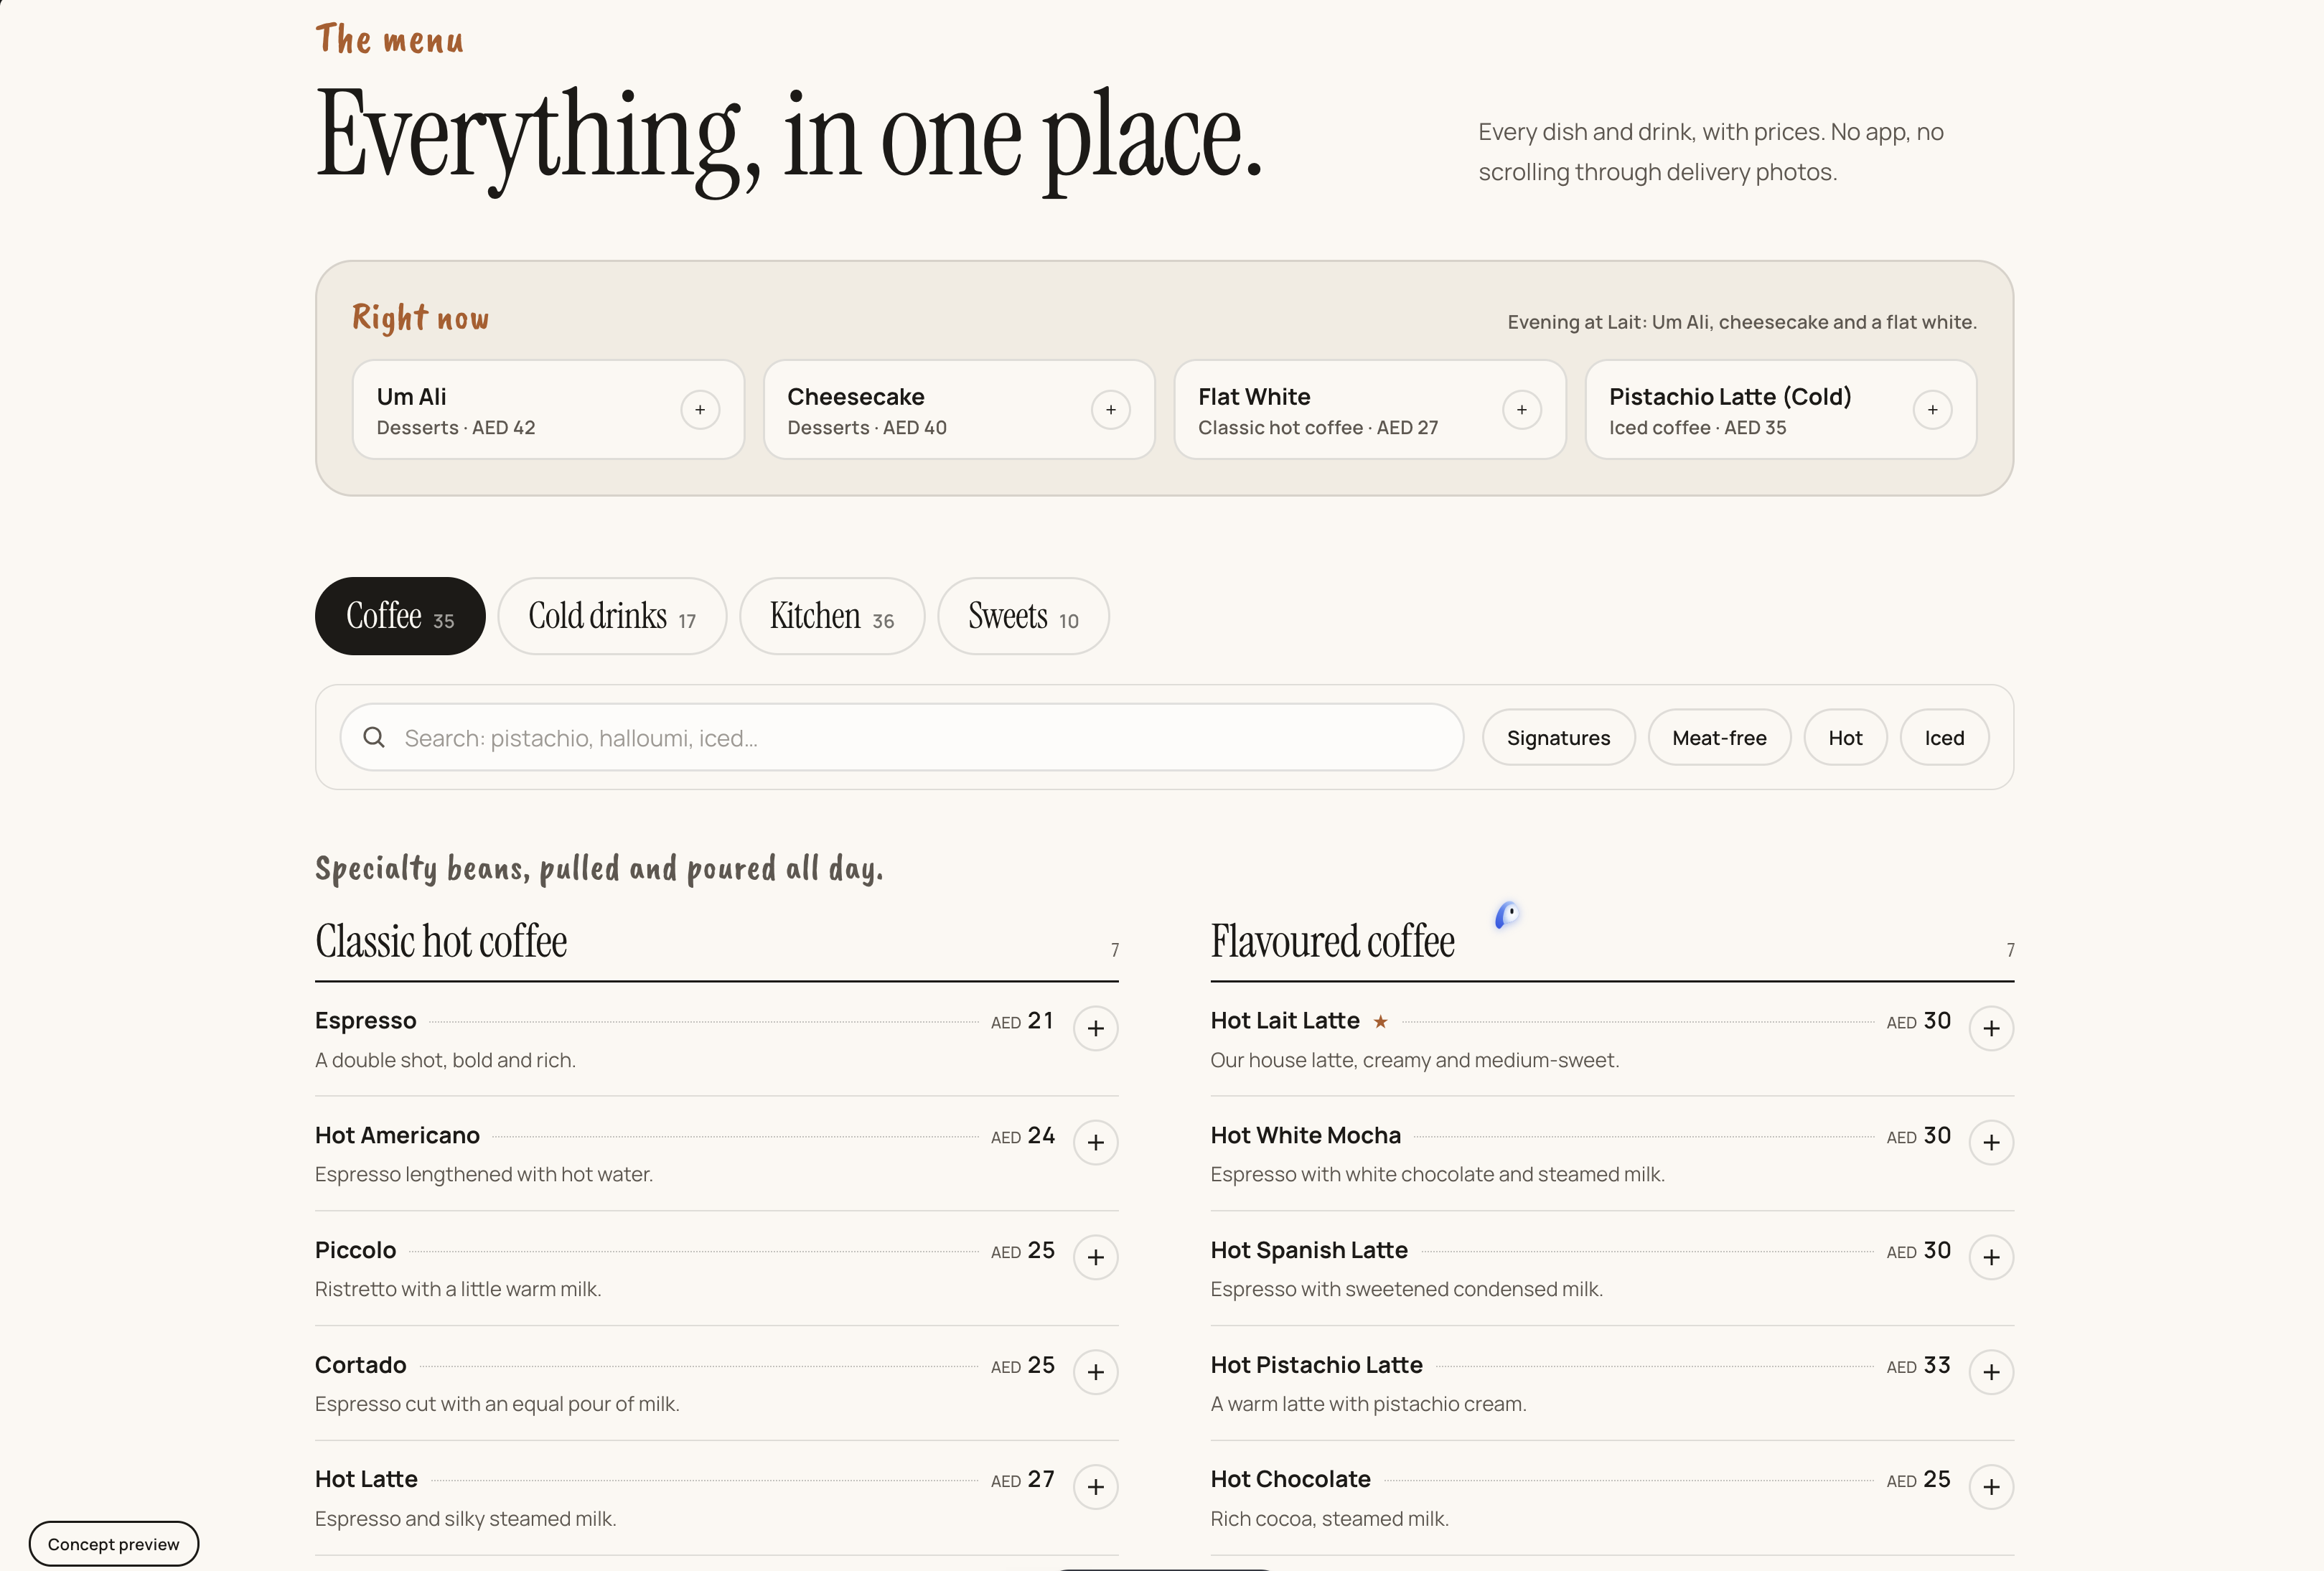 The menu
Everything, in one place.
Every dish and drink, with prices. No app, no
scrolling through delivery photos.
Right now
Evening at Lait: Um Ali, cheesecake and a flat white.
Um Ali
Desserts · AED 42
+
Cheesecake
Desserts · AED 40
+
Flat White
Classic hot coffee · AED 27
+
Pistachio Latte (Cold)
Iced coffee · AED 35
+
Coffee 35
Cold drinks 17
Kitchen 36
Sweets 10
Search: pistachio, halloumi, iced...
Signatures
Meat-free
Hot
Iced
Specialty beans, pulled and poured all day.
Classic hot coffee 7
Espresso AED 21 +
A double shot, bold and rich.
Hot Americano AED 24 +
Espresso lengthened with hot water.
Piccolo AED 25 +
Ristretto with a little warm milk.
Cortado AED 25 +
Espresso cut with an equal pour of milk.
Hot Latte AED 27 +
Espresso and silky steamed milk.
Flavoured coffee 7
Hot Lait Latte ★ AED 30 +
Our house latte, creamy and medium-sweet.
Hot White Mocha AED 30 +
Espresso with white chocolate and steamed milk.
Hot Spanish Latte AED 30 +
Espresso with sweetened condensed milk.
Hot Pistachio Latte AED 33 +
A warm latte with pistachio cream.
Hot Chocolate AED 25 +
Rich cocoa, steamed milk.
Concept preview